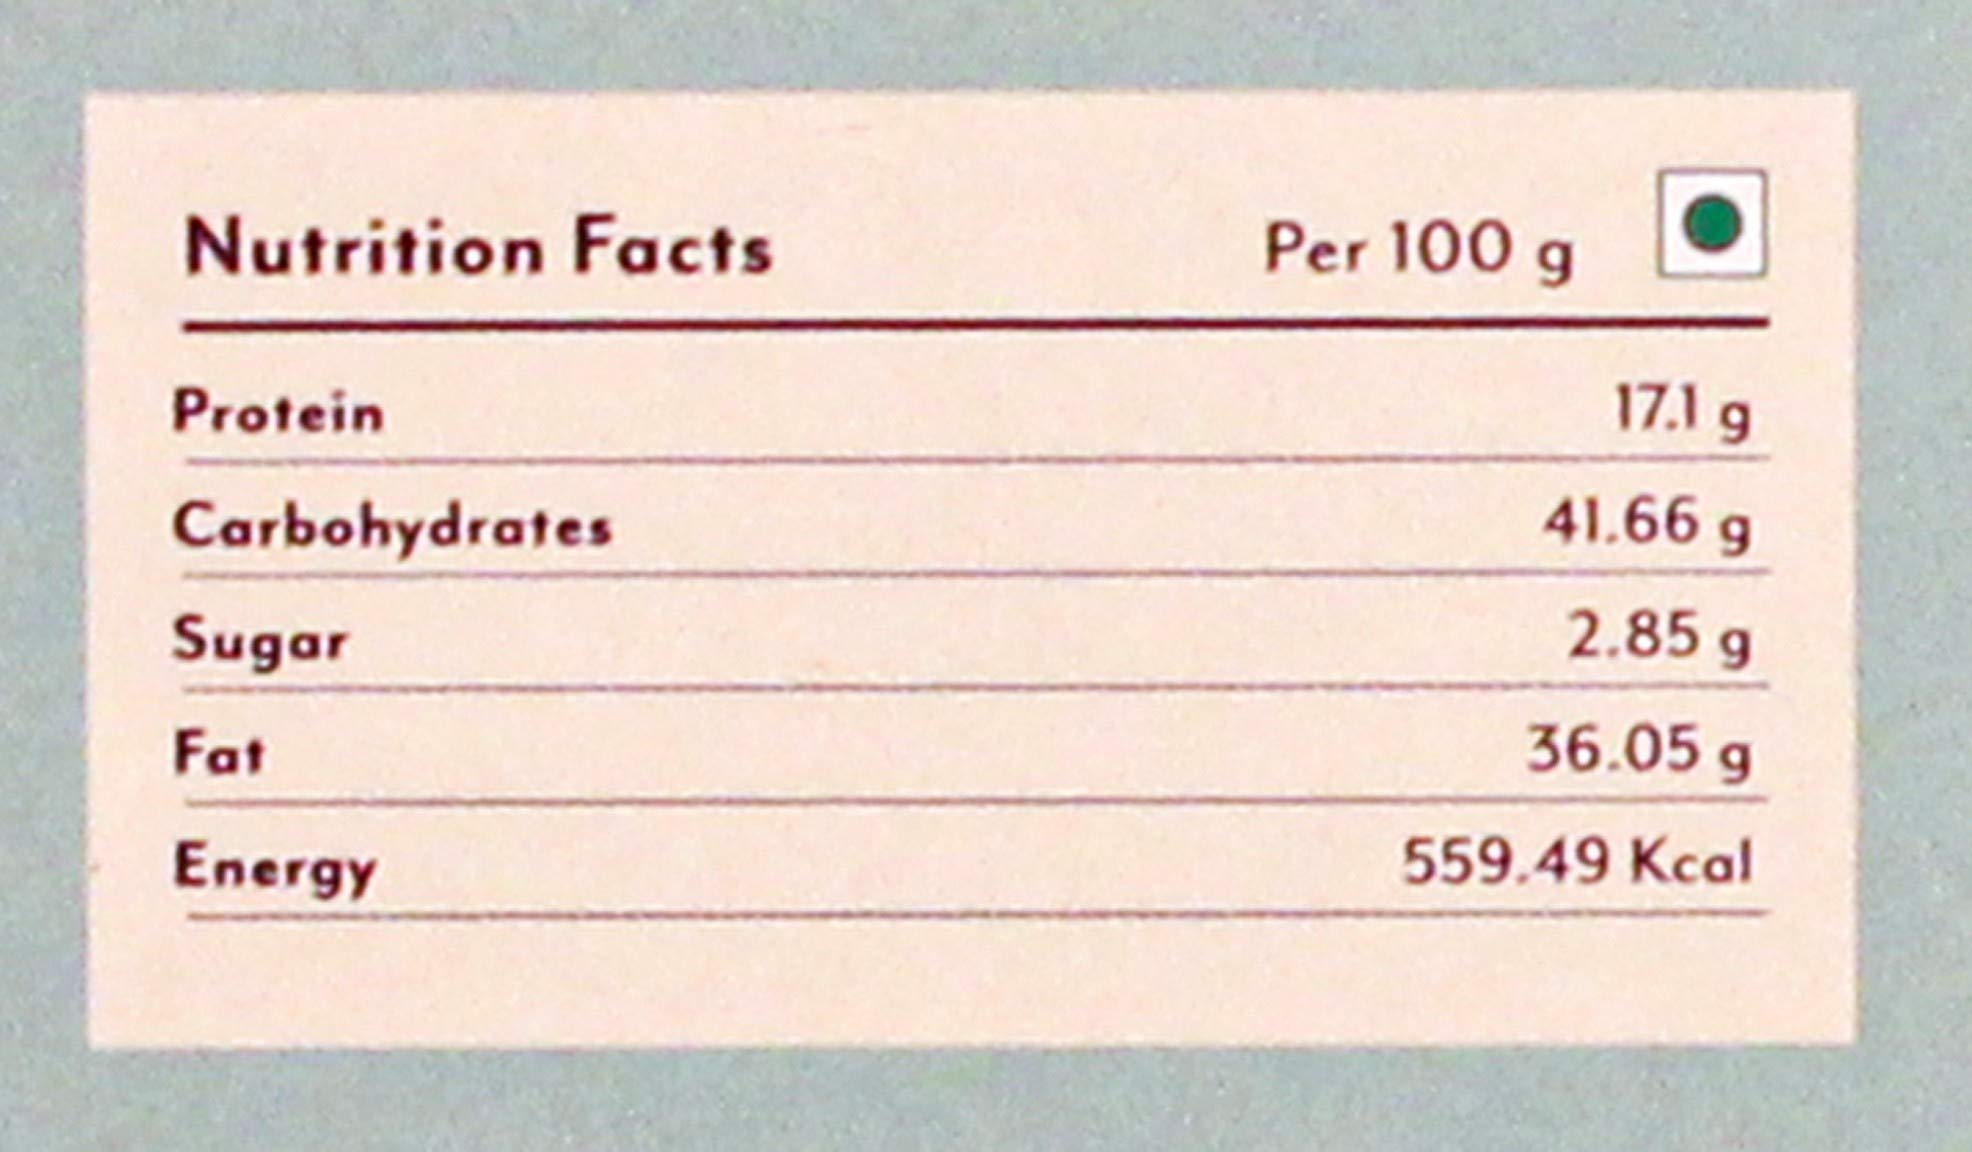 Nutrition Facts Per 100 g
Protein 17.1 g
Carbohydrates 41.66 g
Sugar 2.85 g
Fat 36.05 g
Energy 559.49 Kcal